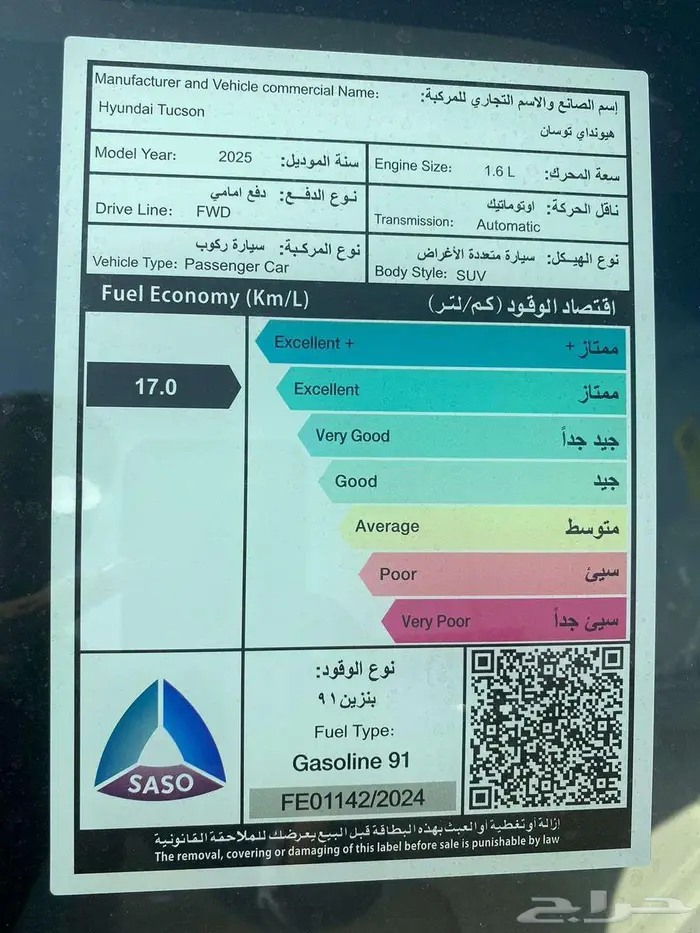 Manufacturer and Vehicle commercial Name:
إسم الصانع والاسم التجاري للمركبة:
Hyundai Tucson
هيونداي توسان
Model Year: 2025 سنة الموديل:
Engine Size: 1.6 L سعة المحرك:
نوع الدفع: دفع امامي
Drive Line: FWD
ناقل الحركة: اوتوماتيك
Transmission: Automatic
نوع المركبة: سيارة ركوب
Vehicle Type: Passenger Car
نوع الهيكل: سيارة متعددة الأغراض
Body Style: SUV
Fuel Economy (Km/L) اقتصاد الوقود (كم/لتر)
17.0
Excellent + ممتاز +
Excellent ممتاز
Very Good جيد جداً
Good جيد
Average متوسط
Poor سيئ
Very Poor سيئ جداً
SASO
نوع الوقود:
بنزين ٩١
Fuel Type:
Gasoline 91
FE01142/2024
إزالة أو تغطية أو العبث بهذه البطاقة قبل البيع يعرضك للملاحقة القانونية
The removal, covering or damaging of this label before sale is punishable by law
حراج